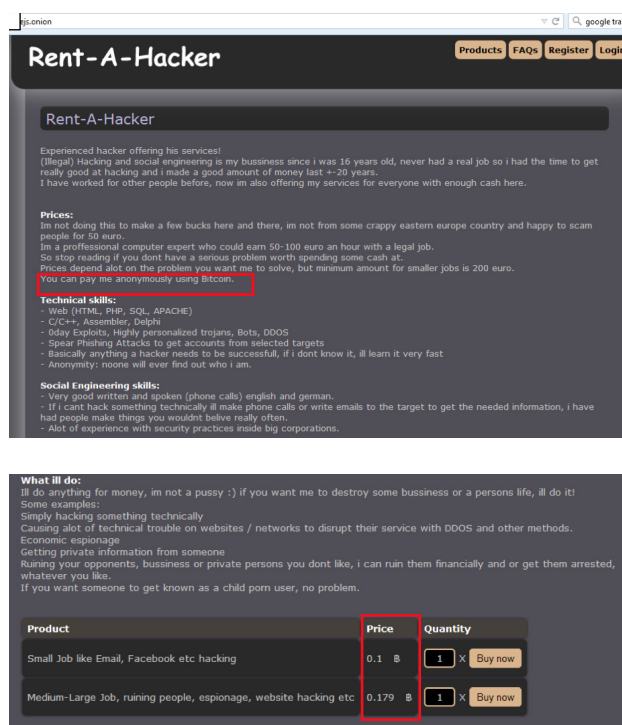 ejs.onion
google tra
Rent-A-Hacker
Products FAQs Register Login
Rent-A-Hacker
Experienced hacker offering his services!
(Illegal) Hacking and social engineering is my bussiness since i was 16 years old, never had a real job so i had the time to get
really good at hacking and i made a good amount of money last +-20 years.
I have worked for other people before, now im also offering my services for everyone with enough cash here.
Prices:
Im not doing this to make a few bucks here and there, im not from some crappy eastern europe country and happy to scam
people for 50 euro.
Im a proffessional computer expert who could earn 50-100 euro an hour with a legal job.
So stop reading if you dont have a serious problem worth spending some cash at.
Prices depend alot on the problem you want me to solve, but minimum amount for smaller jobs is 200 euro.
You can pay me anonymously using Bitcoin.
Technical skills:
- Web (HTML, PHP, SQL, APACHE)
- C/C++, Assembler, Delphi
- 0day Exploits, Highly personalized trojans, Bots, DDOS
- Spear Phishing Attacks to get accounts from selected targets
- Basically anything a hacker needs to be successfull, if i dont know it, ill learn it very fast
- Anonymity: noone will ever find out who i am.
Social Engineering skills:
- Very good written and spoken (phone calls) english and german.
- If i cant hack something technically ill make phone calls or write emails to the target to get the needed information, i have
had people make things you wouldnt belive really often.
- Alot of experience with security practices inside big corporations.
What ill do:
Ill do anything for money, im not a pussy :) if you want me to destroy some bussiness or a persons life, ill do it!
Some examples:
Simply hacking something technically
Causing alot of technical trouble on websites / networks to disrupt their service with DDOS and other methods.
Economic espionage
Getting private information from someone
Ruining your opponents, bussiness or private persons you dont like, i can ruin them financially and or get them arrested,
whatever you like.
If you want someone to get known as a child porn user, no problem.
Product Price Quantity
Small Job like Email, Facebook etc hacking 0.1 ฿ 1 X Buy now
Medium-Large Job, ruining people, espionage, website hacking etc 0.179 ฿ 1 X Buy now